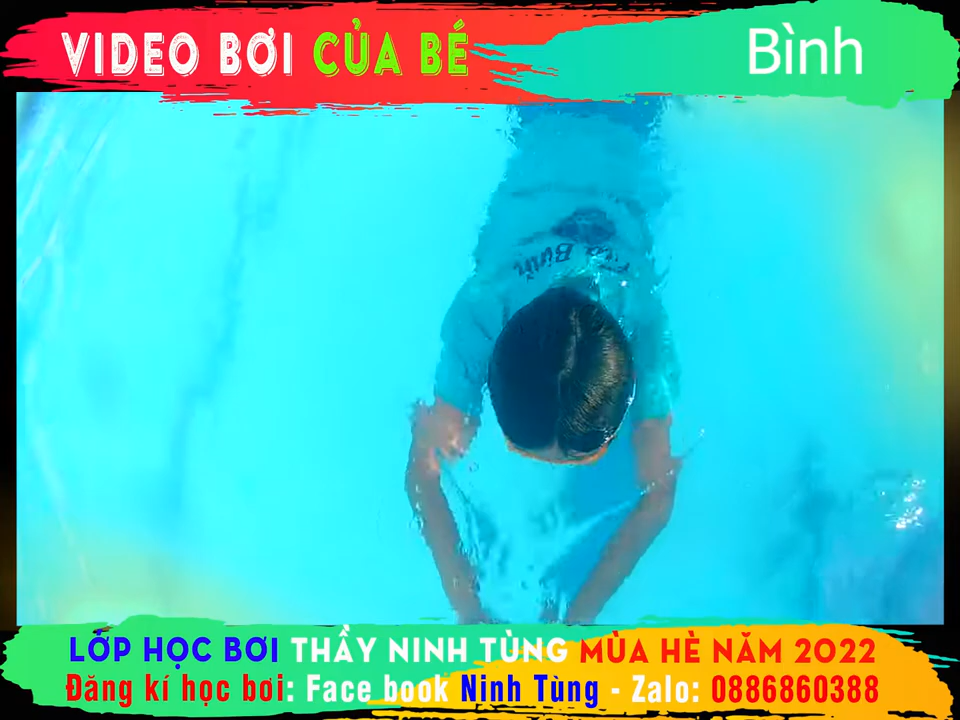 VIDEO BƠI CỦA BÉ
Bình
LỚP HỌC BƠI THẦY NINH TÙNG MÙA HÈ NĂM 2022
Đăng kí học bơi: Face book Ninh Tùng - Zalo: 0886860388